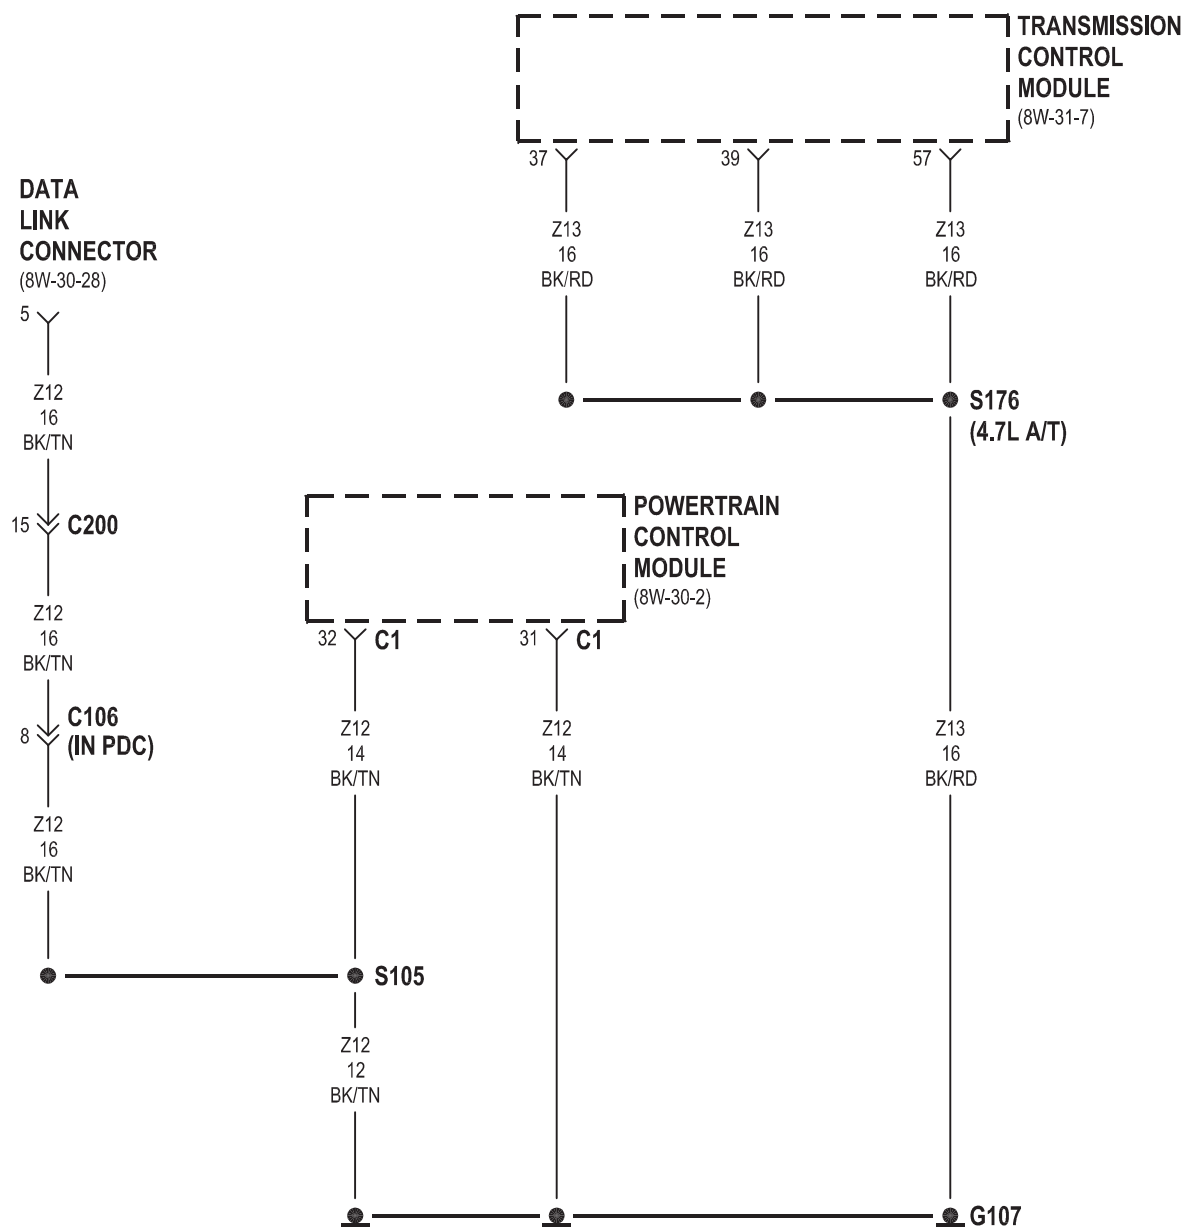 TRANSMISSION
CONTROL
MODULE
(8W-31-7)
37
39
57
Z13
16
BK/RD
Z13
16
BK/RD
Z13
16
BK/RD
S176
(4.7L A/T)
DATA
LINK
CONNECTOR
(8W-30-28)
5
Z12
16
BK/TN
15
C200
Z12
16
BK/TN
8
C106
(IN PDC)
Z12
16
BK/TN
POWERTRAIN
CONTROL
MODULE
(8W-30-2)
32
C1
31
C1
Z12
14
BK/TN
Z12
14
BK/TN
Z13
16
BK/RD
S105
Z12
12
BK/TN
G107